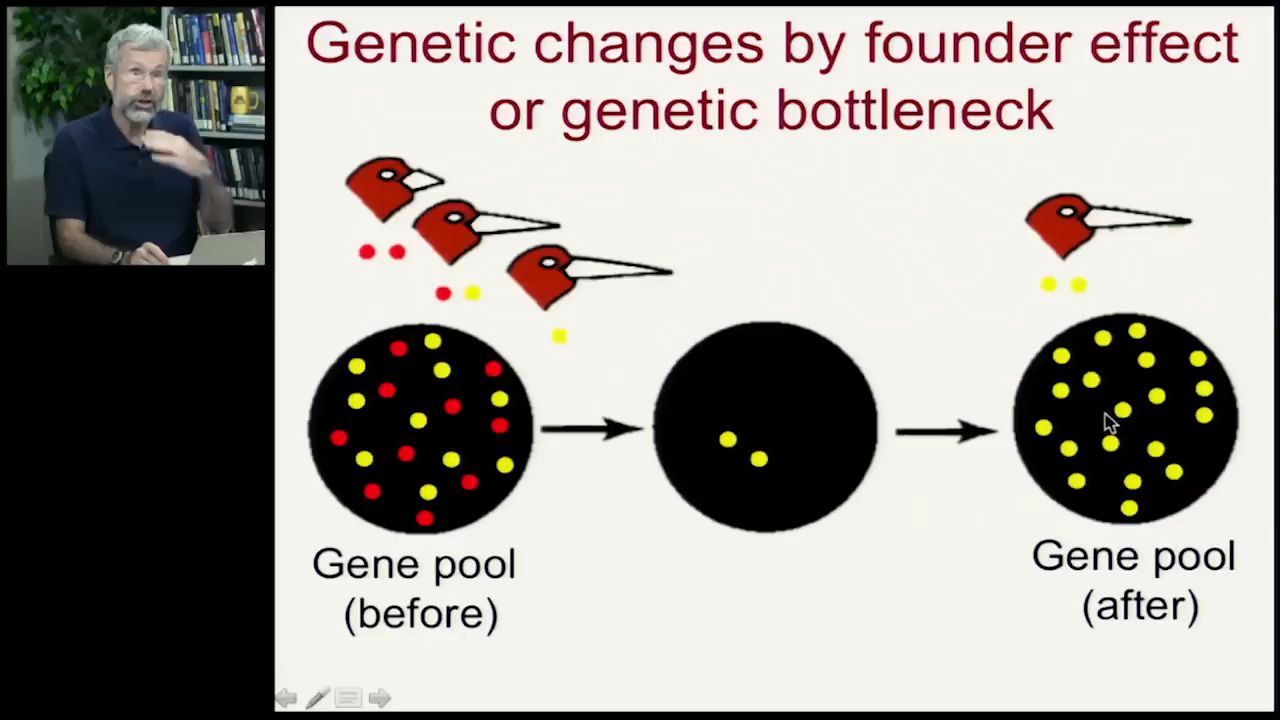 Genetic changes by founder effect
or genetic bottleneck
Gene pool
(before)
Gene pool
(after)